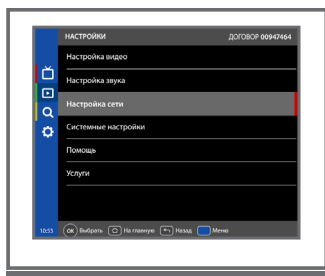 НАСТРОЙКИ ДОГОВОР 00947464
Настройка видео
Настройка звука
Настройка сети
Системные настройки
Помощь
Услуги
10:53 OK Выбрать На главную Назад Меню